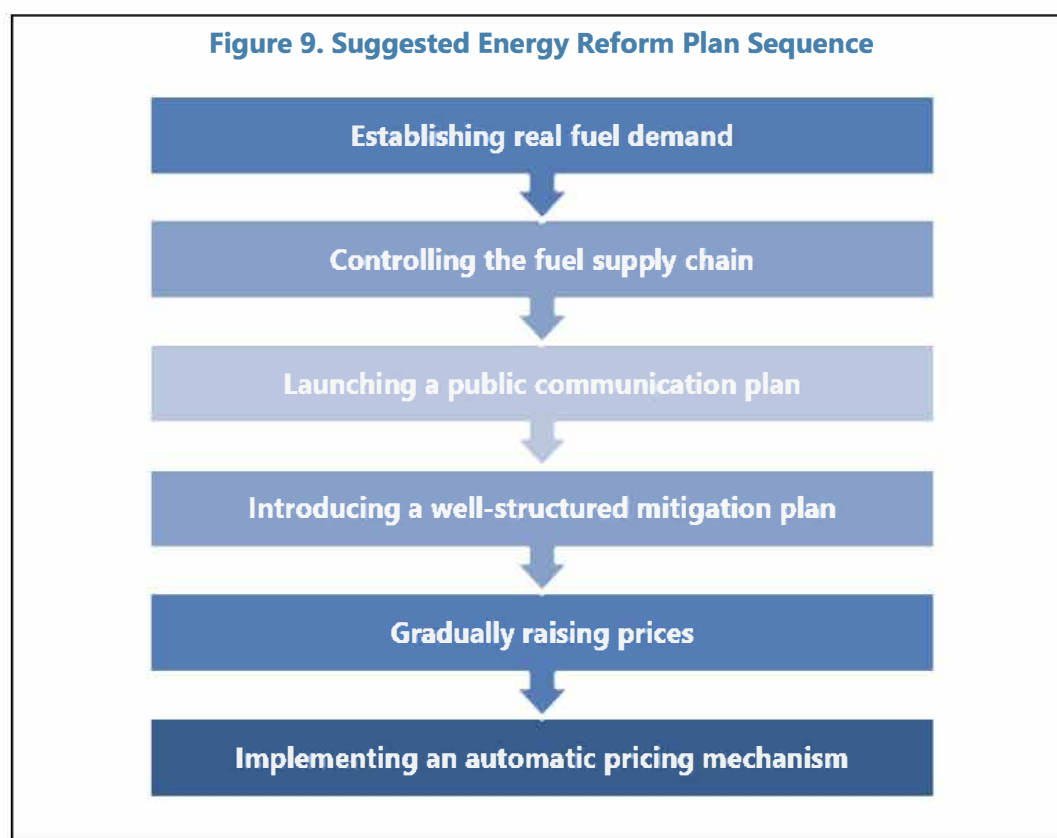 Figure 9. Suggested Energy Reform Plan Sequence
Establishing real fuel demand
Controlling the fuel supply chain
Launching a public communication plan
Introducing a well-structured mitigation plan
Gradually raising prices
Implementing an automatic pricing mechanism